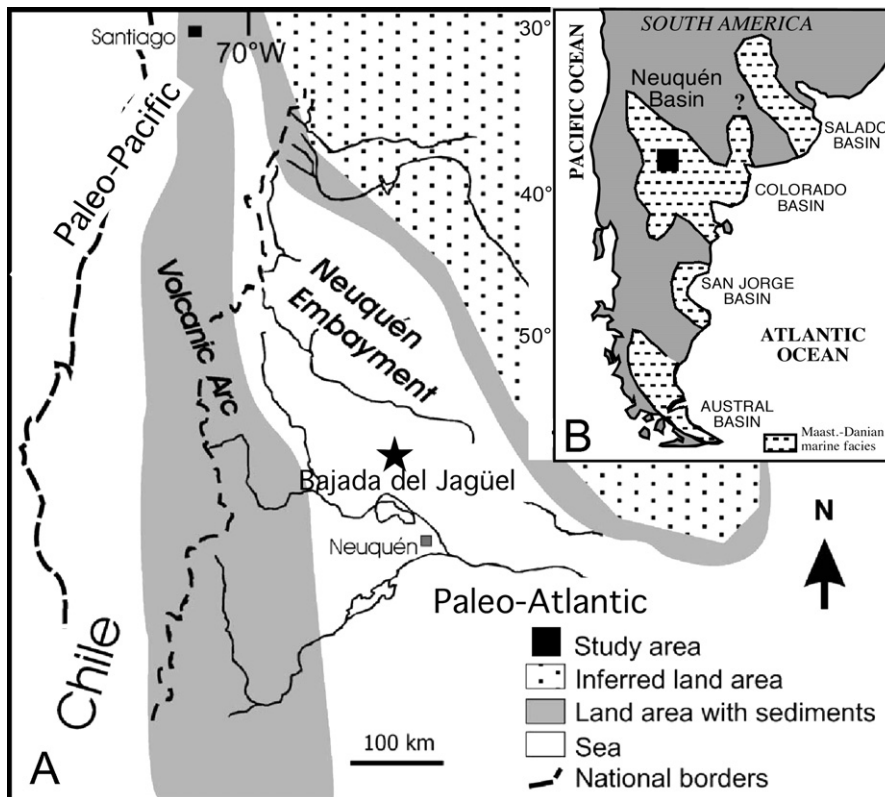 Santiago
70°W
Paleo-Pacific
Volcanic Arc
Neuquén
Embayment
Bajada del Jagüel
Neuquén
Paleo-Atlantic
Chile
A
100 km
N
Study area
Inferred land area
Land area with sediments
Sea
National borders
30°
40°
50°
SOUTH AMERICA
PACIFIC OCEAN
Neuquén
Basin
?
SALADO
BASIN
COLORADO
BASIN
SAN JORGE
BASIN
ATLANTIC
OCEAN
AUSTRAL
BASIN
B
Maast.-Danian
marine facies